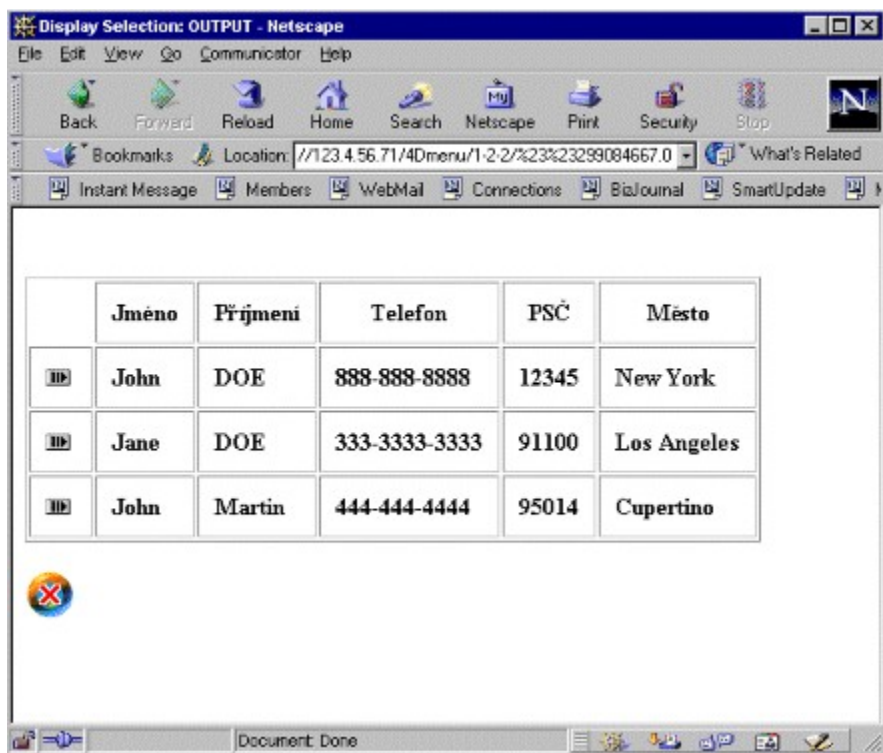 Display Selection: OUTPUT - Netscape
File Edit View Go Communicator Help
Back Forward Reload Home Search Netscape Print Security Stop
My
N
Bookmarks Location: //123.4.56.71/4Dmenu/1-2-2/%23%23299084667.0 What's Related
Instant Message Members WebMail Connections BizJournal SmartUpdate
Jméno Příjmení Telefon PSČ Město
John DOE 888-888-8888 12345 New York
Jane DOE 333-3333-3333 91100 Los Angeles
John Martin 444-444-4444 95014 Cupertino
Document: Done